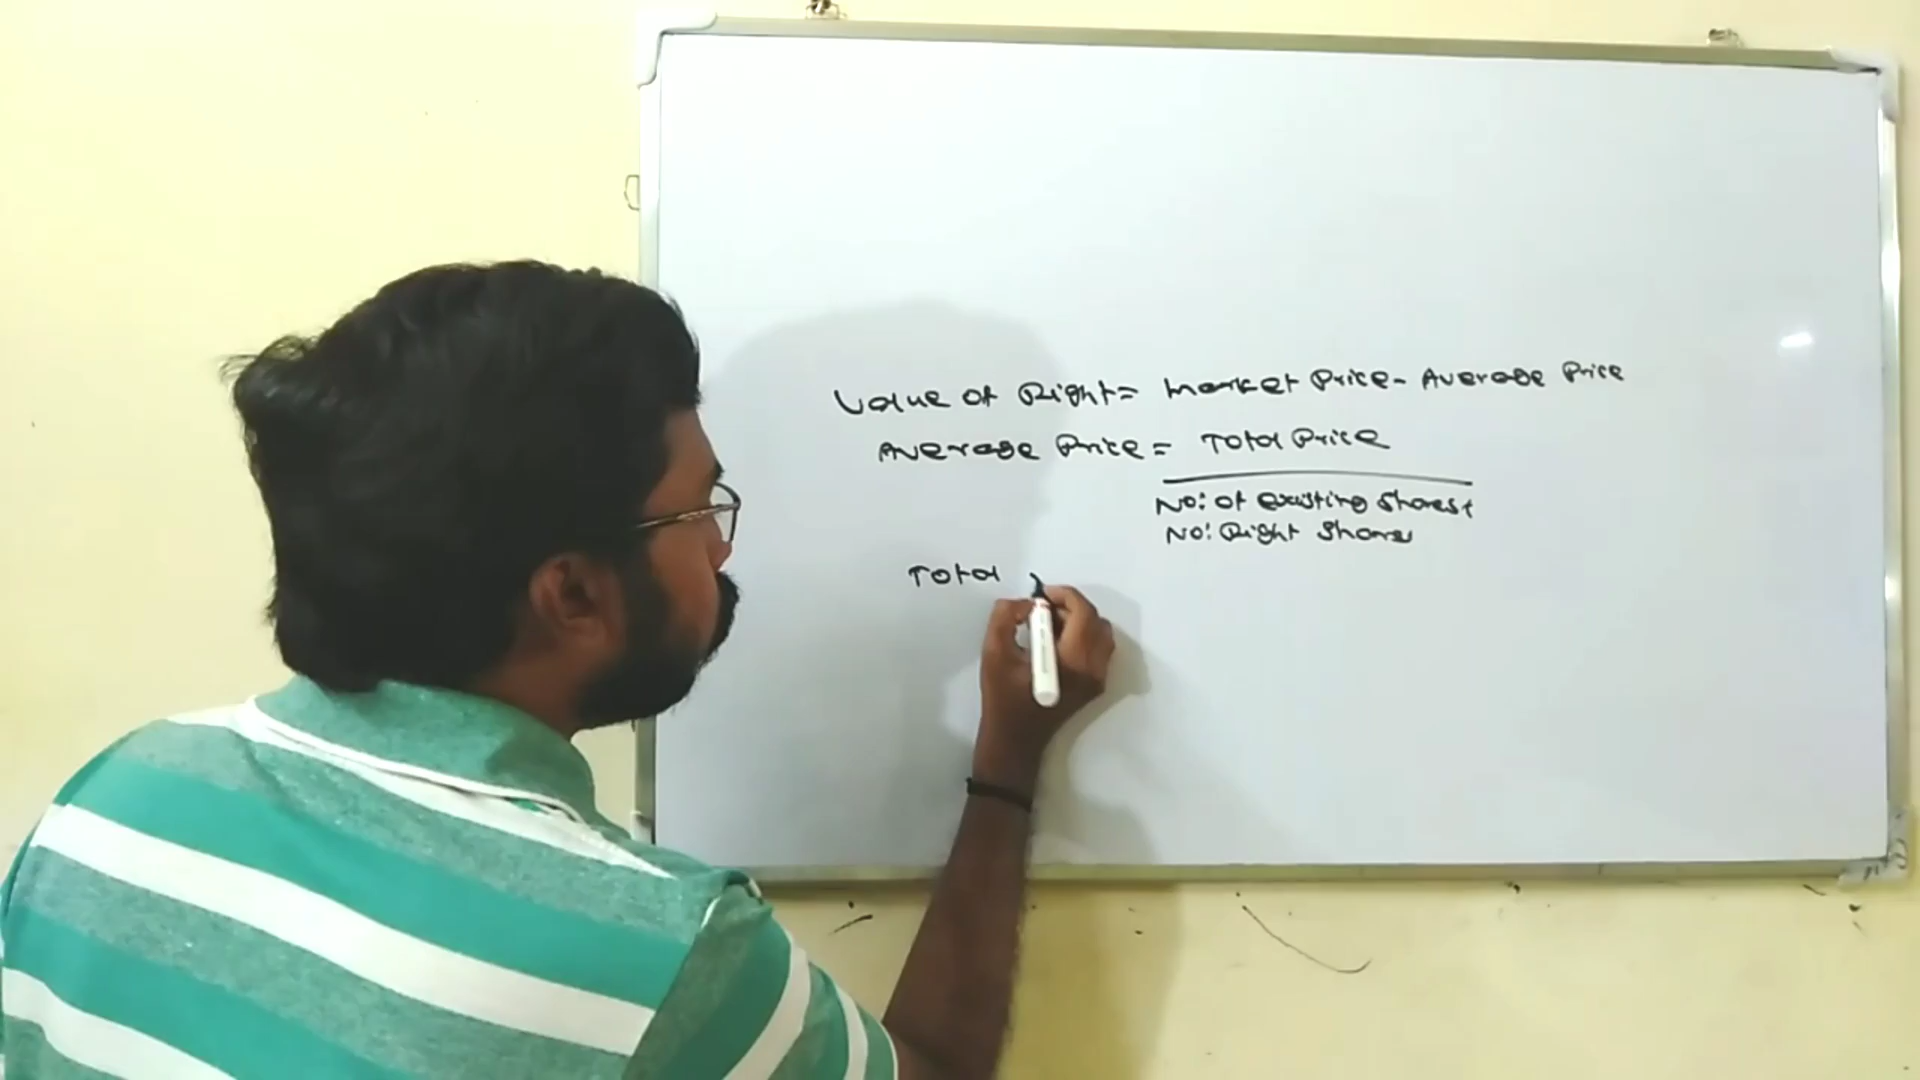 Value of Right= Market Price- Average Price
Average Price= Total Price
No: of existing Shares+
No: Right Shares
Total